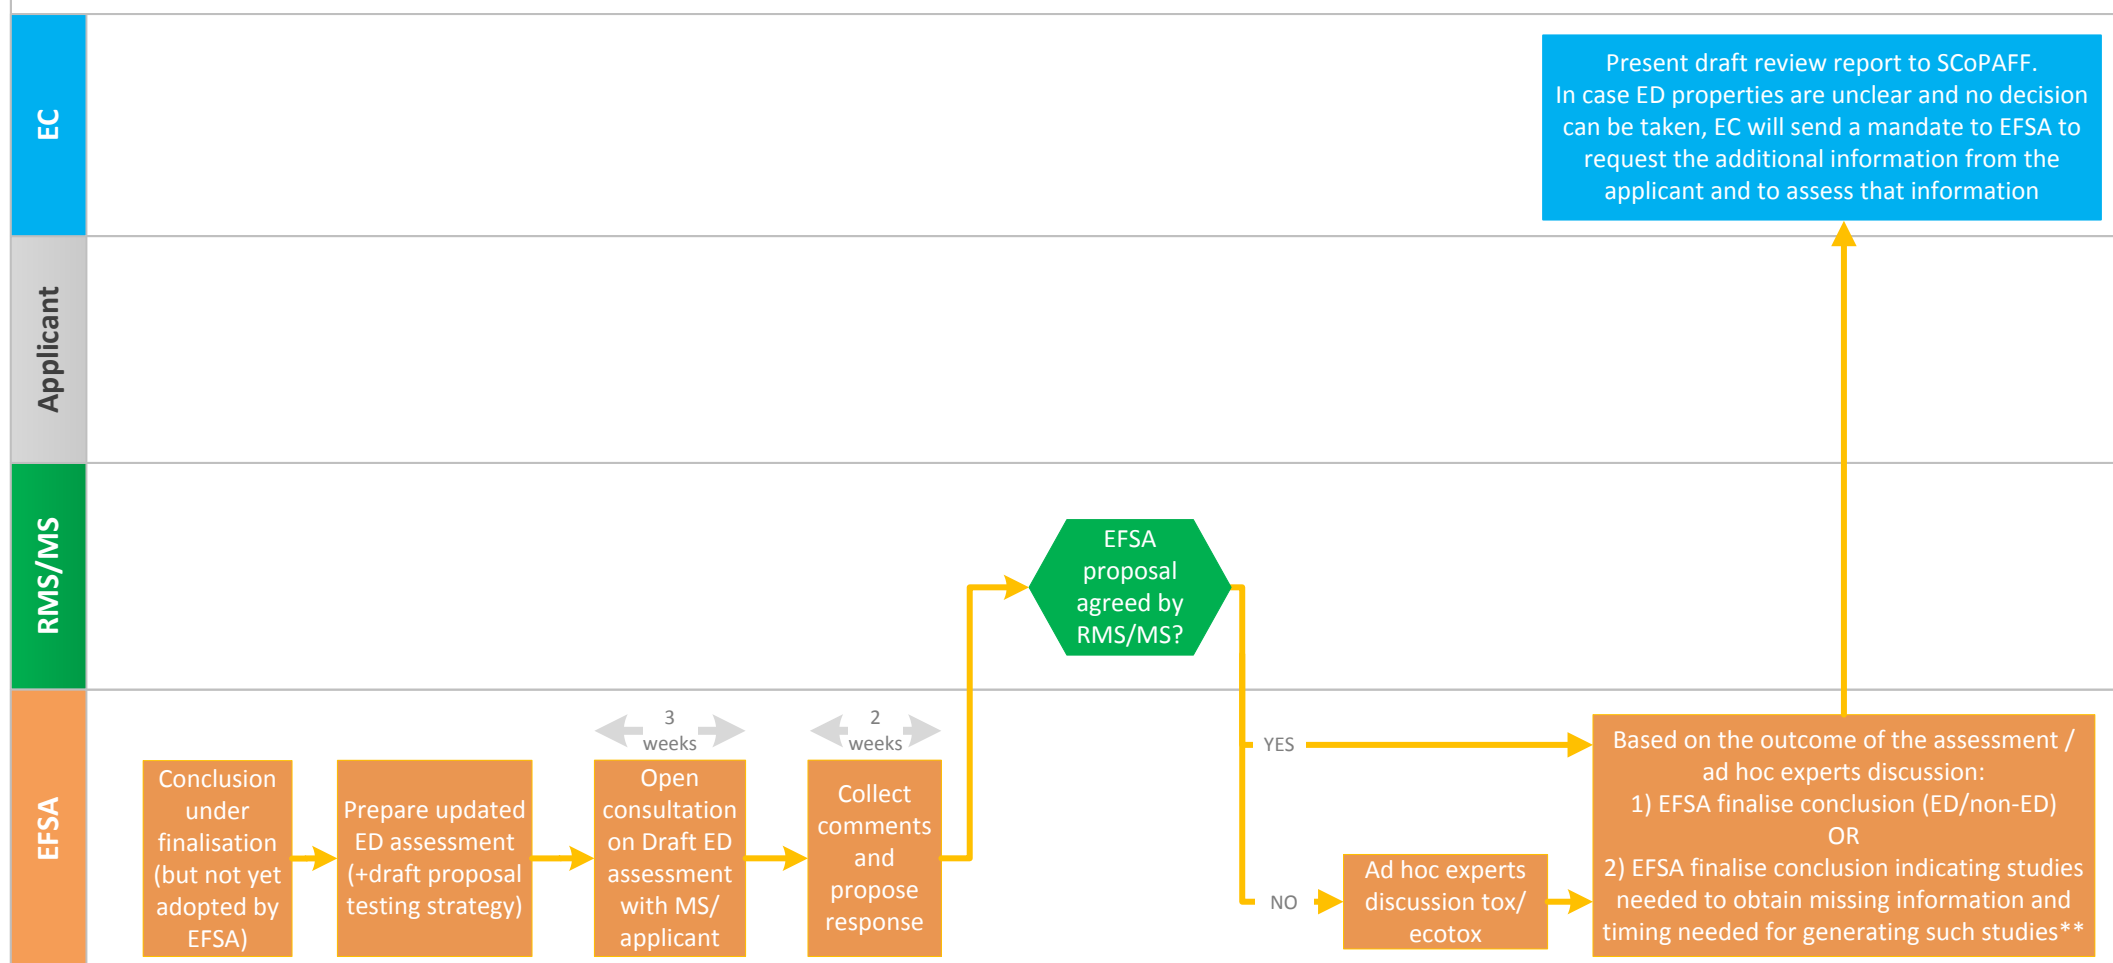 EC
Present draft review report to SCoPAFF.
In case ED properties are unclear and no decision
can be taken, EC will send a mandate to EFSA to
request the additional information from the
applicant and to assess that information
Applicant
RMS/MS
EFSA
proposal
agreed by
RMS/MS?
EFSA
Conclusion
under
finalisation
(but not yet
adopted by
EFSA)
Prepare updated
ED assessment
(+draft proposal
testing strategy)
3
weeks
Open
consultation
on Draft ED
assessment
with MS/
applicant
2
weeks
Collect
comments
and
propose
response
YES
NO
Ad hoc experts
discussion tox/
ecotox
Based on the outcome of the assessment /
ad hoc experts discussion:
1) EFSA finalise conclusion (ED/non-ED)
OR
2) EFSA finalise conclusion indicating studies
needed to obtain missing information and
timing needed for generating such studies**